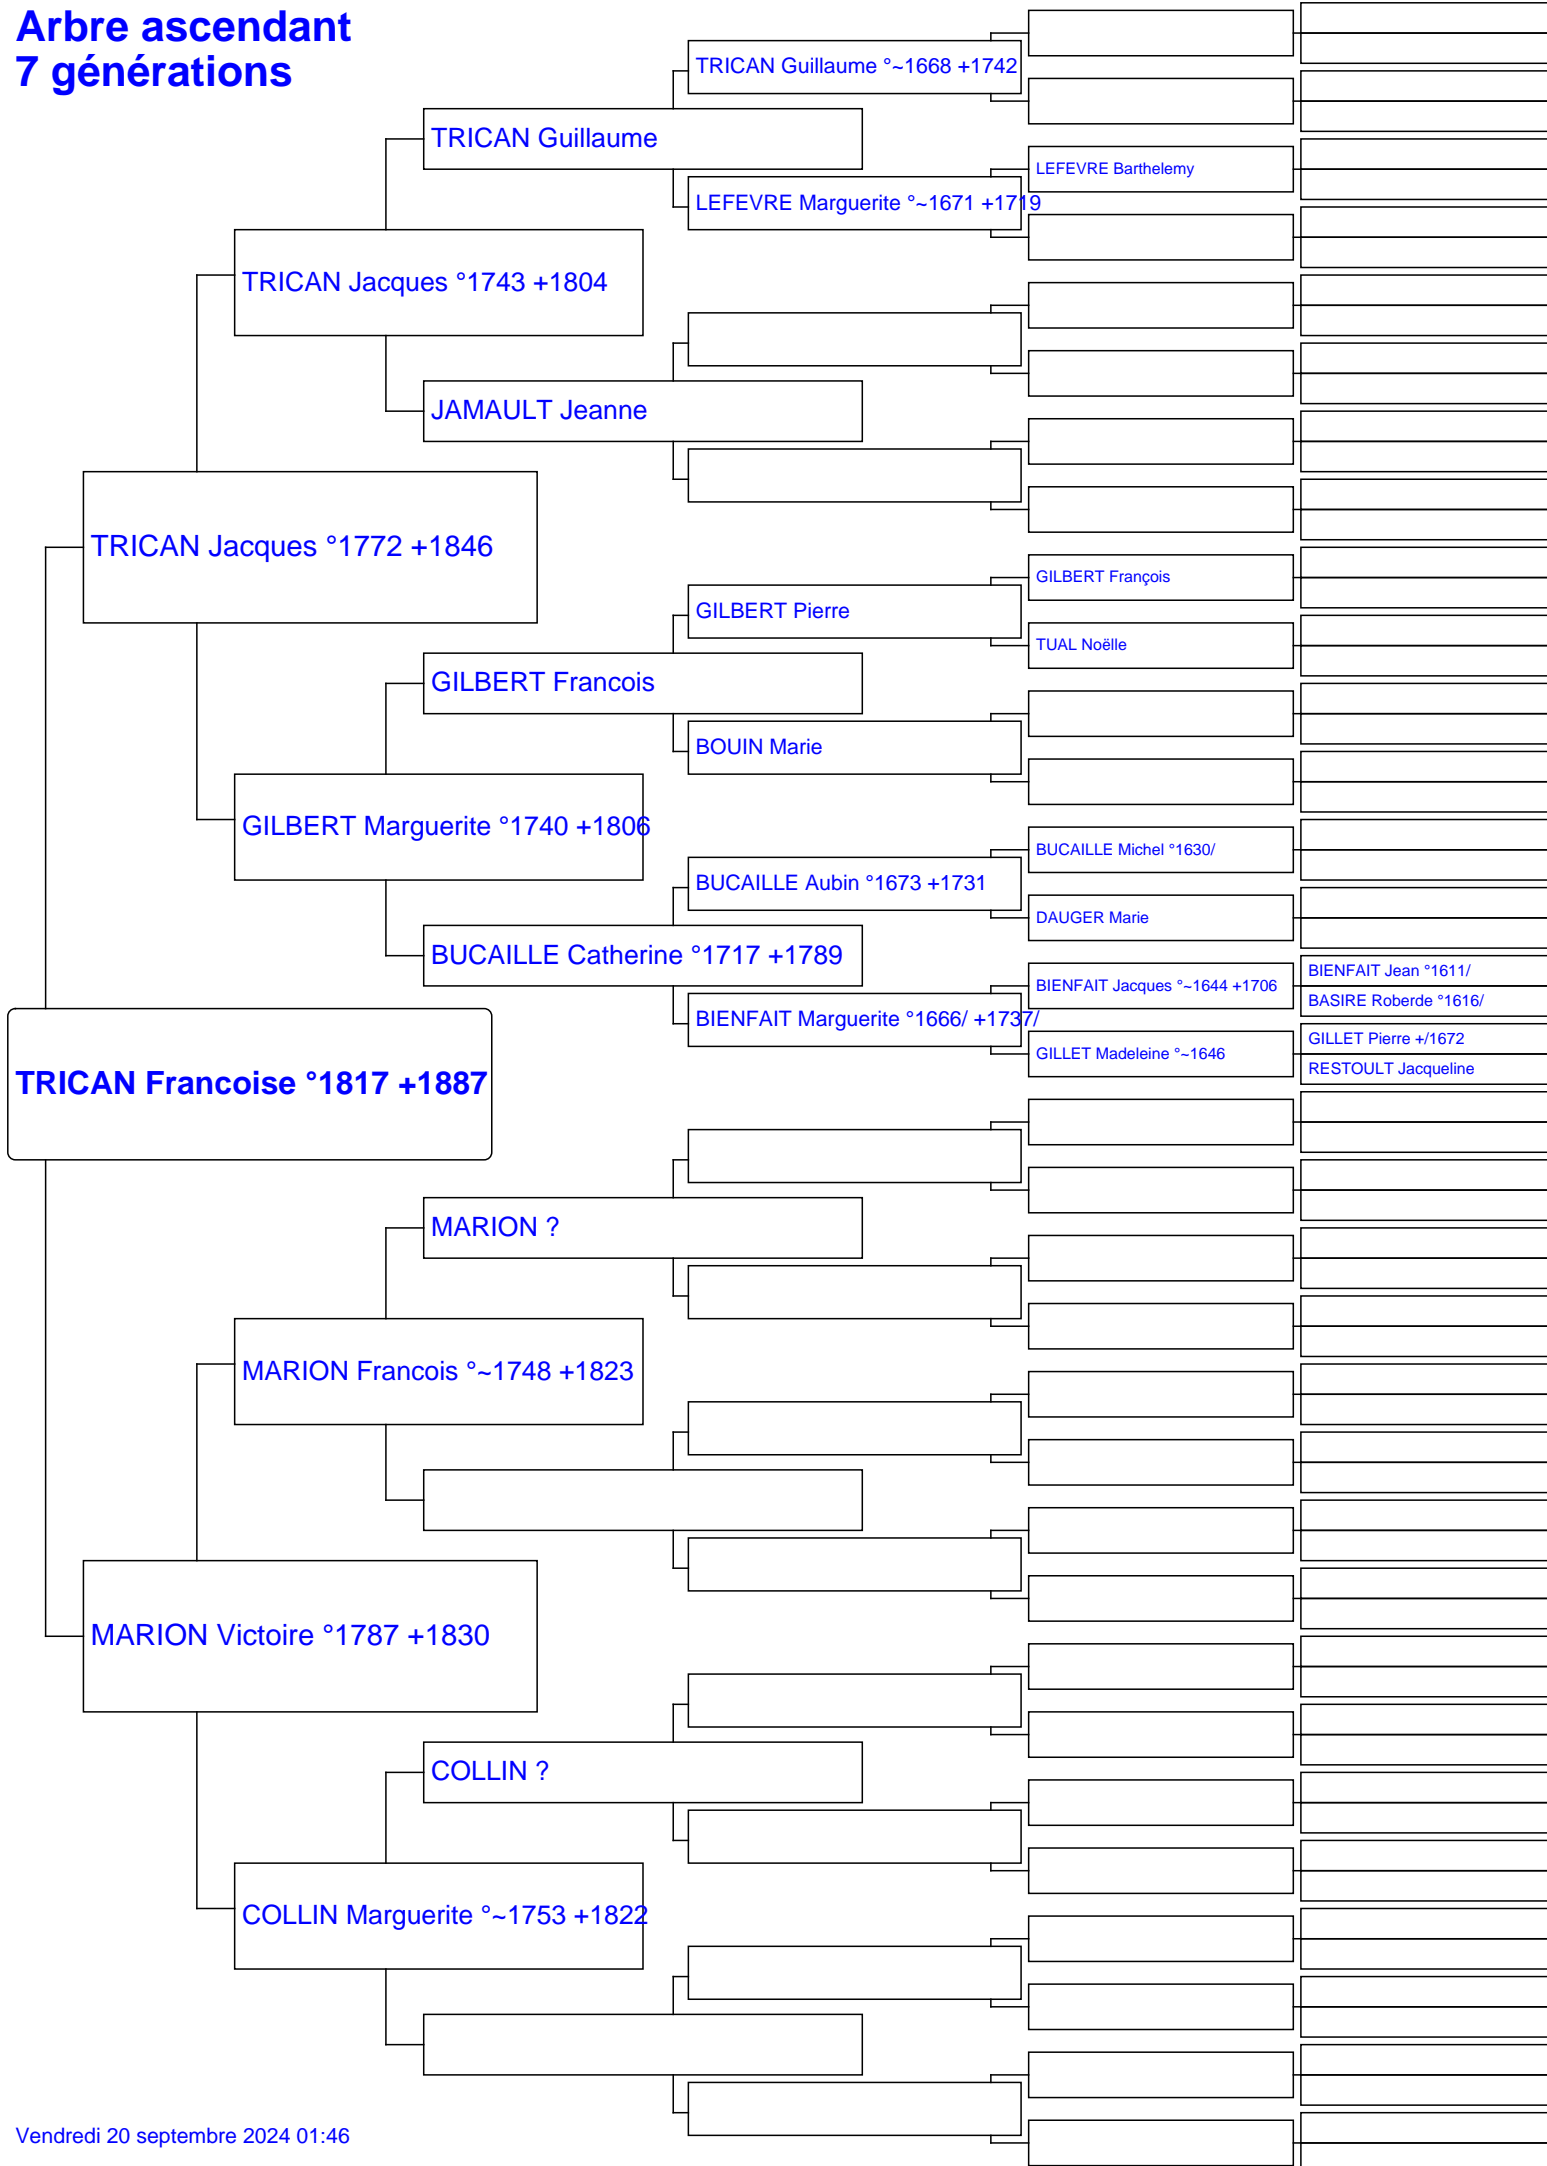 Arbre ascendant
7 générations
TRICAN Guillaume °~1668 +1742
TRICAN Guillaume
LEFEVRE Barthelemy
LEFEVRE Marguerite °~1671 +1719
TRICAN Jacques °1743 +1804
JAMAULT Jeanne
TRICAN Jacques °1772 +1846
GILBERT François
GILBERT Pierre
TUAL Noëlle
GILBERT Francois
BOUIN Marie
GILBERT Marguerite °1740 +1806
BUCAILLE Michel °1630/
BUCAILLE Aubin °1673 +1731
DAUGER Marie
BUCAILLE Catherine °1717 +1789
BIENFAIT Jean °1611/
BIENFAIT Jacques °~1644 +1706
BASIRE Roberde °1616/
BIENFAIT Marguerite °1666/ +1737/
GILLET Pierre +/1672
GILLET Madeleine °~1646
RESTOULT Jacqueline
TRICAN Francoise °1817 +1887
MARION ?
MARION Francois °~1748 +1823
MARION Victoire °1787 +1830
COLLIN ?
COLLIN Marguerite °~1753 +1822
Vendredi 20 septembre 2024 01:46